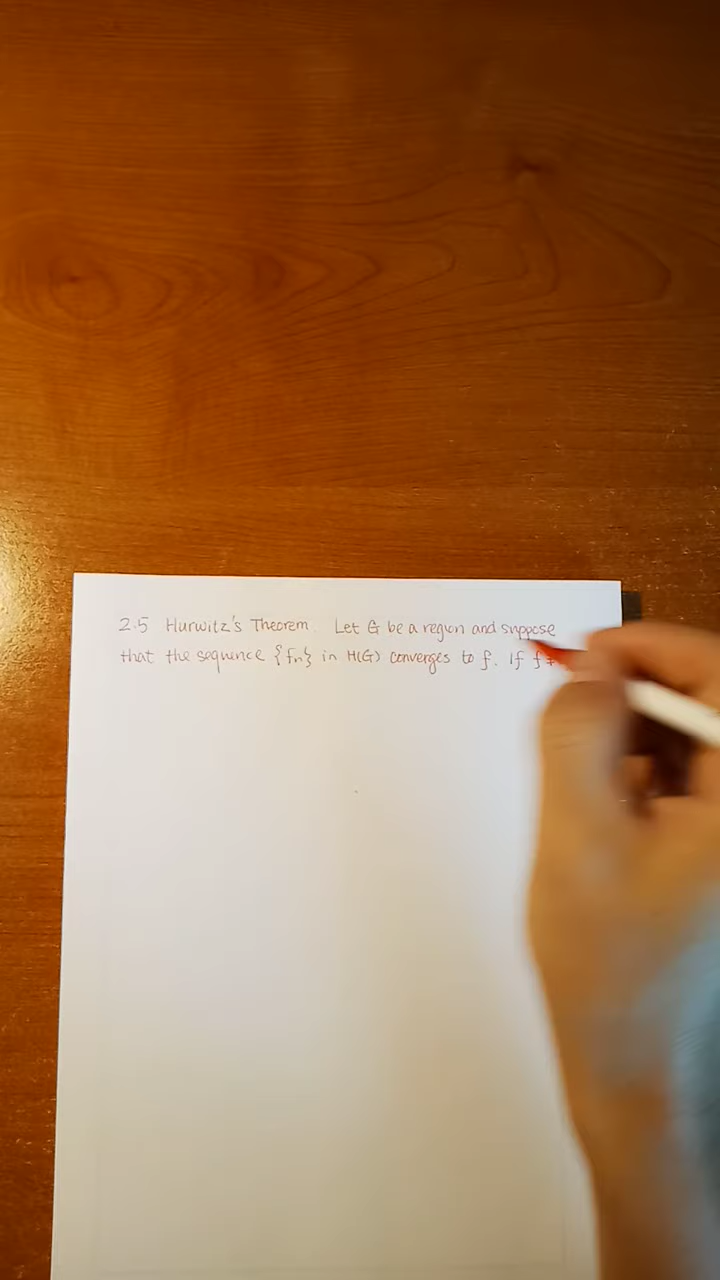 2.5 Hurwitz's Theorem. Let G be a region and suppose
that the sequence {fn} in H(G) converges to f. If f ≢